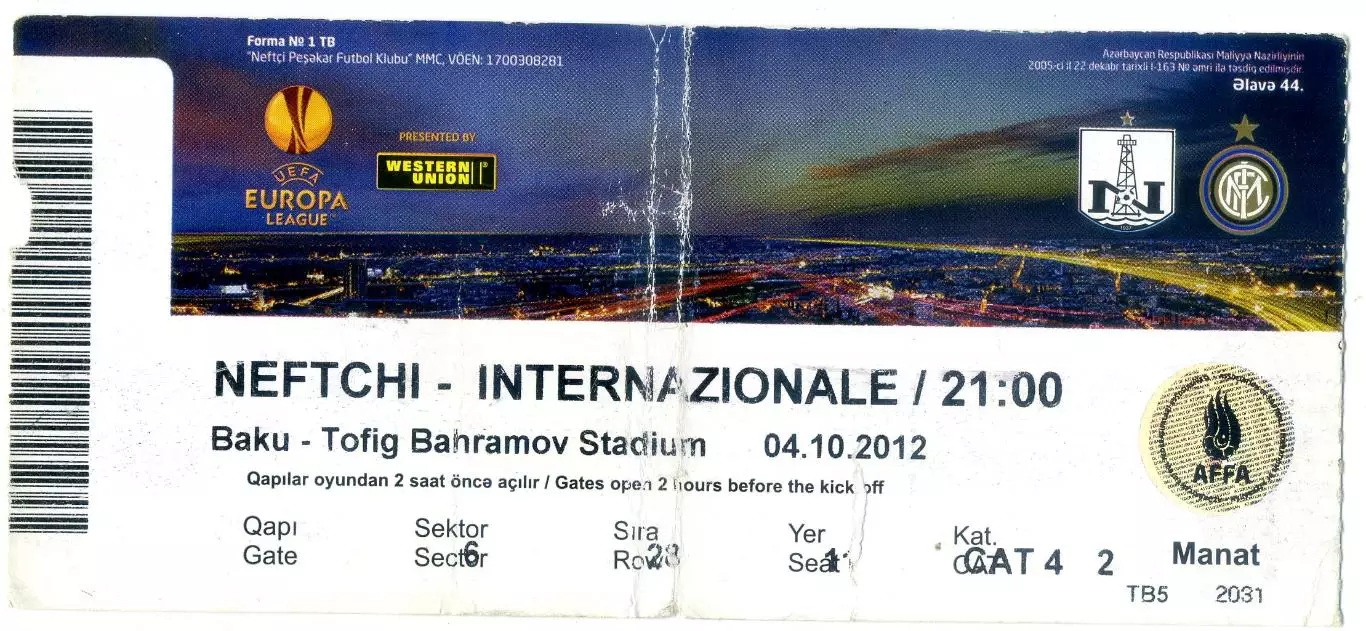 Forma № 1 TB
"Neftçi Peşəkar Futbol Klubu" MMC, VÖEN: 1700308281
Azərbaycan Respublikası Maliyyə Nazirliyinin
2005-ci il 22 dekabr tarixli I-163 № əmri ilə təsdiq edilmişdir.
Əlavə 44.
UEFA
EUROPA
LEAGUE
PRESENTED BY
WESTERN
UNION
N
1937
NEFTCHI - INTERNAZIONALE / 21:00
Baku - Tofig Bahramov Stadium 04.10.2012
Qapılar oyundan 2 saat öncə açılır / Gates open 2 hours before the kick off
AFFA
Qapı Sektor Sıra Yer Kat.
Gate Sector 6 Row 28 Seat CAT 4 2 Manat
TB5 2031